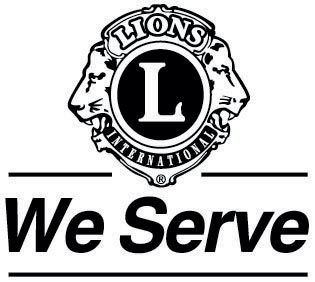 LIONS
L
INTERNATIONAL
®
We Serve